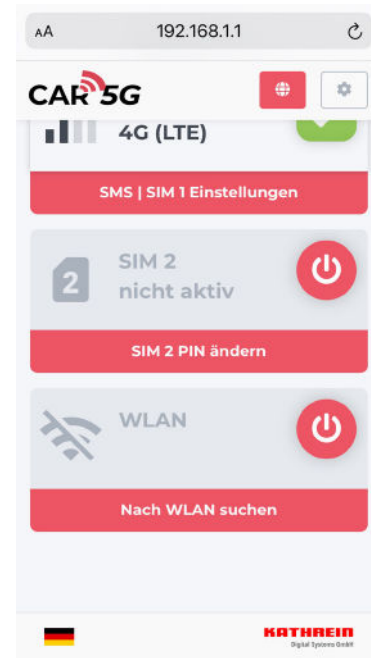 AA
192.168.1.1
CAR 5G
4G (LTE)
SMS | SIM 1 Einstellungen
2
SIM 2
nicht aktiv
SIM 2 PIN ändern
WLAN
Nach WLAN suchen
KATHREIN
Digital Systems GmbH